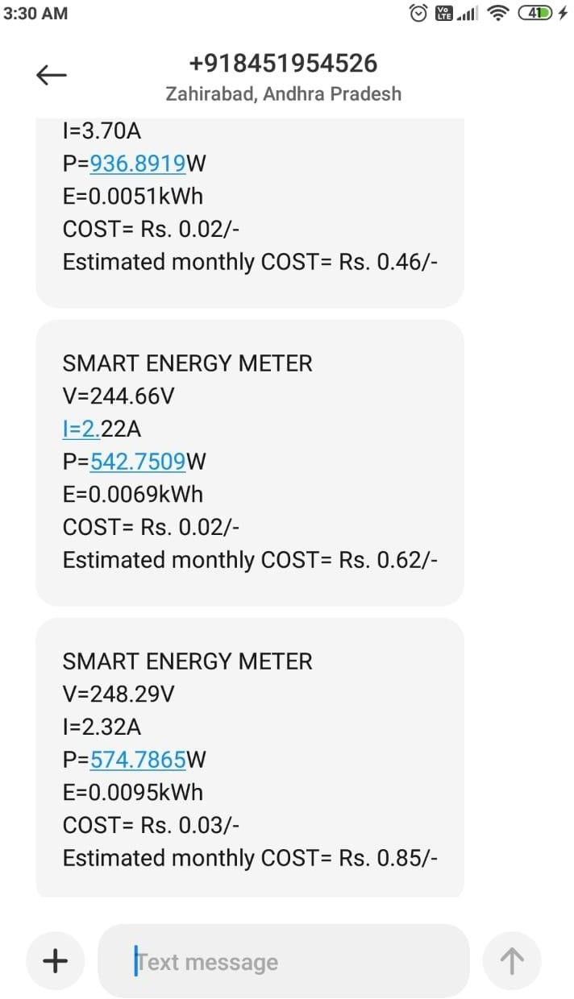 3:30 AM
Vo LTE
41
+918451954526
Zahirabad, Andhra Pradesh
I=3.70A
P=936.8919W
E=0.0051kWh
COST= Rs. 0.02/-
Estimated monthly COST= Rs. 0.46/-
SMART ENERGY METER
V=244.66V
I=2.22A
P=542.7509W
E=0.0069kWh
COST= Rs. 0.02/-
Estimated monthly COST= Rs. 0.62/-
SMART ENERGY METER
V=248.29V
I=2.32A
P=574.7865W
E=0.0095kWh
COST= Rs. 0.03/-
Estimated monthly COST= Rs. 0.85/-
Text message